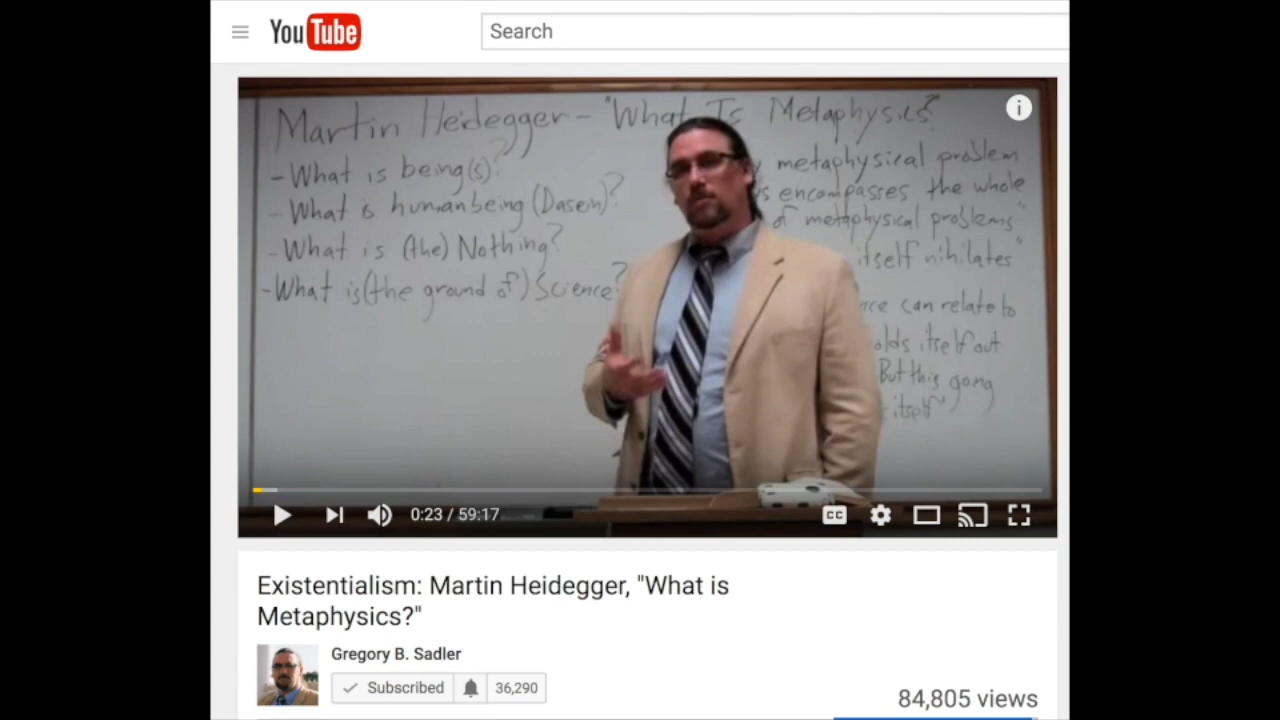 YouTube
Search
Martin Heidegger - "What Is Metaphysics?"
- What is being(s)?
- What is human being (Dasein)?
- What is (the) Nothing?
- What is (the ground of) Science?
metaphysical problem
encompasses the whole
of metaphysical problems"
itself nihilates"
can relate to
itself out
But this going
itself"
i
0:23 / 59:17
CC
Existentialism: Martin Heidegger, "What is
Metaphysics?"
Gregory B. Sadler
Subscribed 36,290
84,805 views